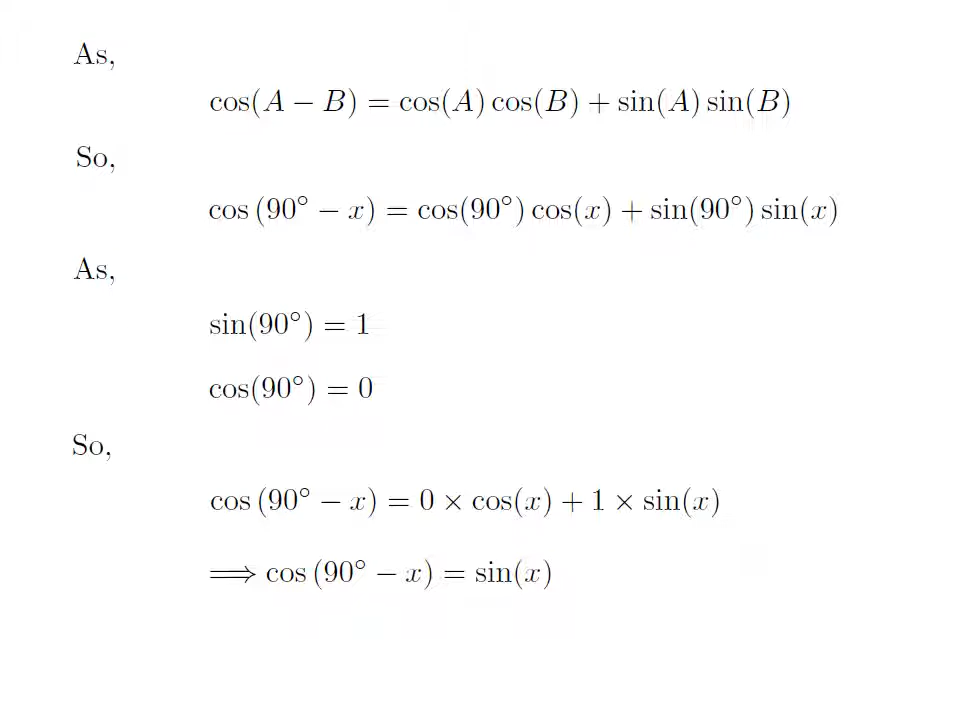 As,
cos(A − B) = cos(A) cos(B) + sin(A) sin(B)
So,
cos (90° − x) = cos(90°) cos(x) + sin(90°) sin(x)
As,
sin(90°) = 1
cos(90°) = 0
So,
cos (90° − x) = 0 × cos(x) + 1 × sin(x)
⟹ cos (90° − x) = sin(x)